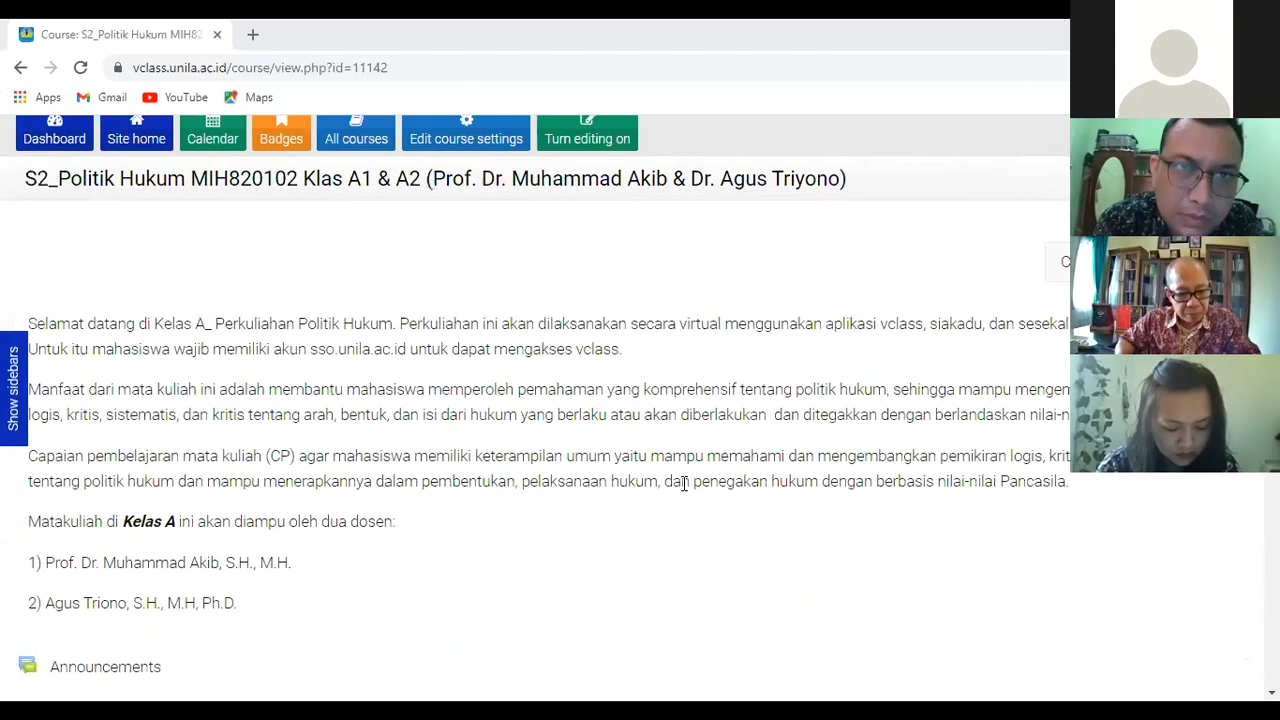 Course: S2_Politik Hukum MIH82
vclass.unila.ac.id/course/view.php?id=11142
Apps Gmail YouTube Maps
Dashboard Site home Calendar Badges All courses Edit course settings Turn editing on
S2_Politik Hukum MIH820102 Klas A1 & A2 (Prof. Dr. Muhammad Akib & Dr. Agus Triyono)
Show sidebars
Selamat datang di Kelas A_ Perkuliahan Politik Hukum. Perkuliahan ini akan dilaksanakan secara virtual menggunakan aplikasi vclass, siakadu, dan sesekal
Untuk itu mahasiswa wajib memiliki akun sso.unila.ac.id untuk dapat mengakses vclass.
Manfaat dari mata kuliah ini adalah membantu mahasiswa memperoleh pemahaman yang komprehensif tentang politik hukum, sehingga mampu mengem
logis, kritis, sistematis, dan kritis tentang arah, bentuk, dan isi dari hukum yang berlaku atau akan diberlakukan dan ditegakkan dengan berlandaskan nilai-n
Capaian pembelajaran mata kuliah (CP) agar mahasiswa memiliki keterampilan umum yaitu mampu memahami dan mengembangkan pemikiran logis, krit
tentang politik hukum dan mampu menerapkannya dalam pembentukan, pelaksanaan hukum, dan penegakan hukum dengan berbasis nilai-nilai Pancasila.
Matakuliah di Kelas A ini akan diampu oleh dua dosen:
1) Prof. Dr. Muhammad Akib, S.H., M.H.
2) Agus Triono, S.H., M.H, Ph.D.
Announcements